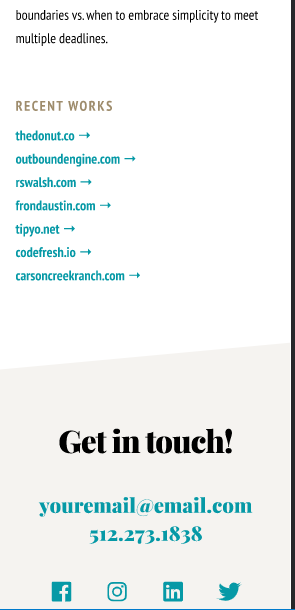 boundaries vs. when to embrace simplicity to meet
multiple deadlines.
RECENT WORKS
thedonut.co →
outboundengine.com →
rswalsh.com →
frondaustin.com →
tipyo.net →
codefresh.io →
carsoncreekranch.com →
Get in touch!
youremail@email.com
512.273.1838